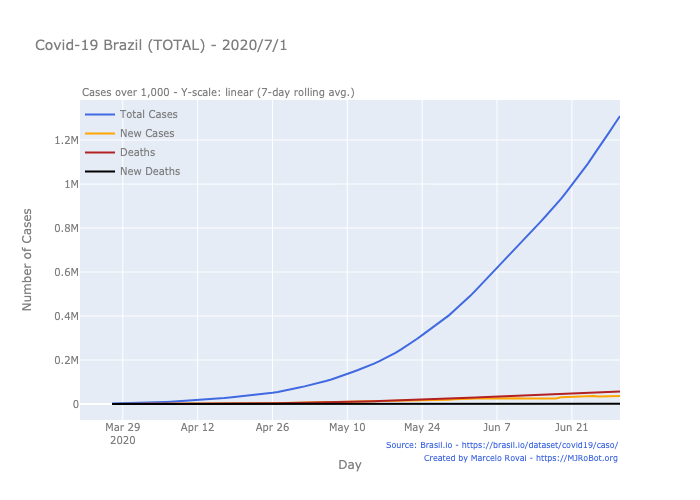 Covid-19 Brazil (TOTAL) - 2020/7/1
Cases over 1,000 - Y-scale: linear (7-day rolling avg.)
Total Cases
New Cases
Deaths
New Deaths
Number of Cases
1.2M
1M
0.8M
0.6M
0.4M
0.2M
0
Mar 29
2020
Apr 12
Apr 26
May 10
May 24
Jun 7
Jun 21
Day
Source: Brasil.io - https://brasil.io/dataset/covid19/caso/
Created by Marcelo Rovai - https://MJRoBot.org